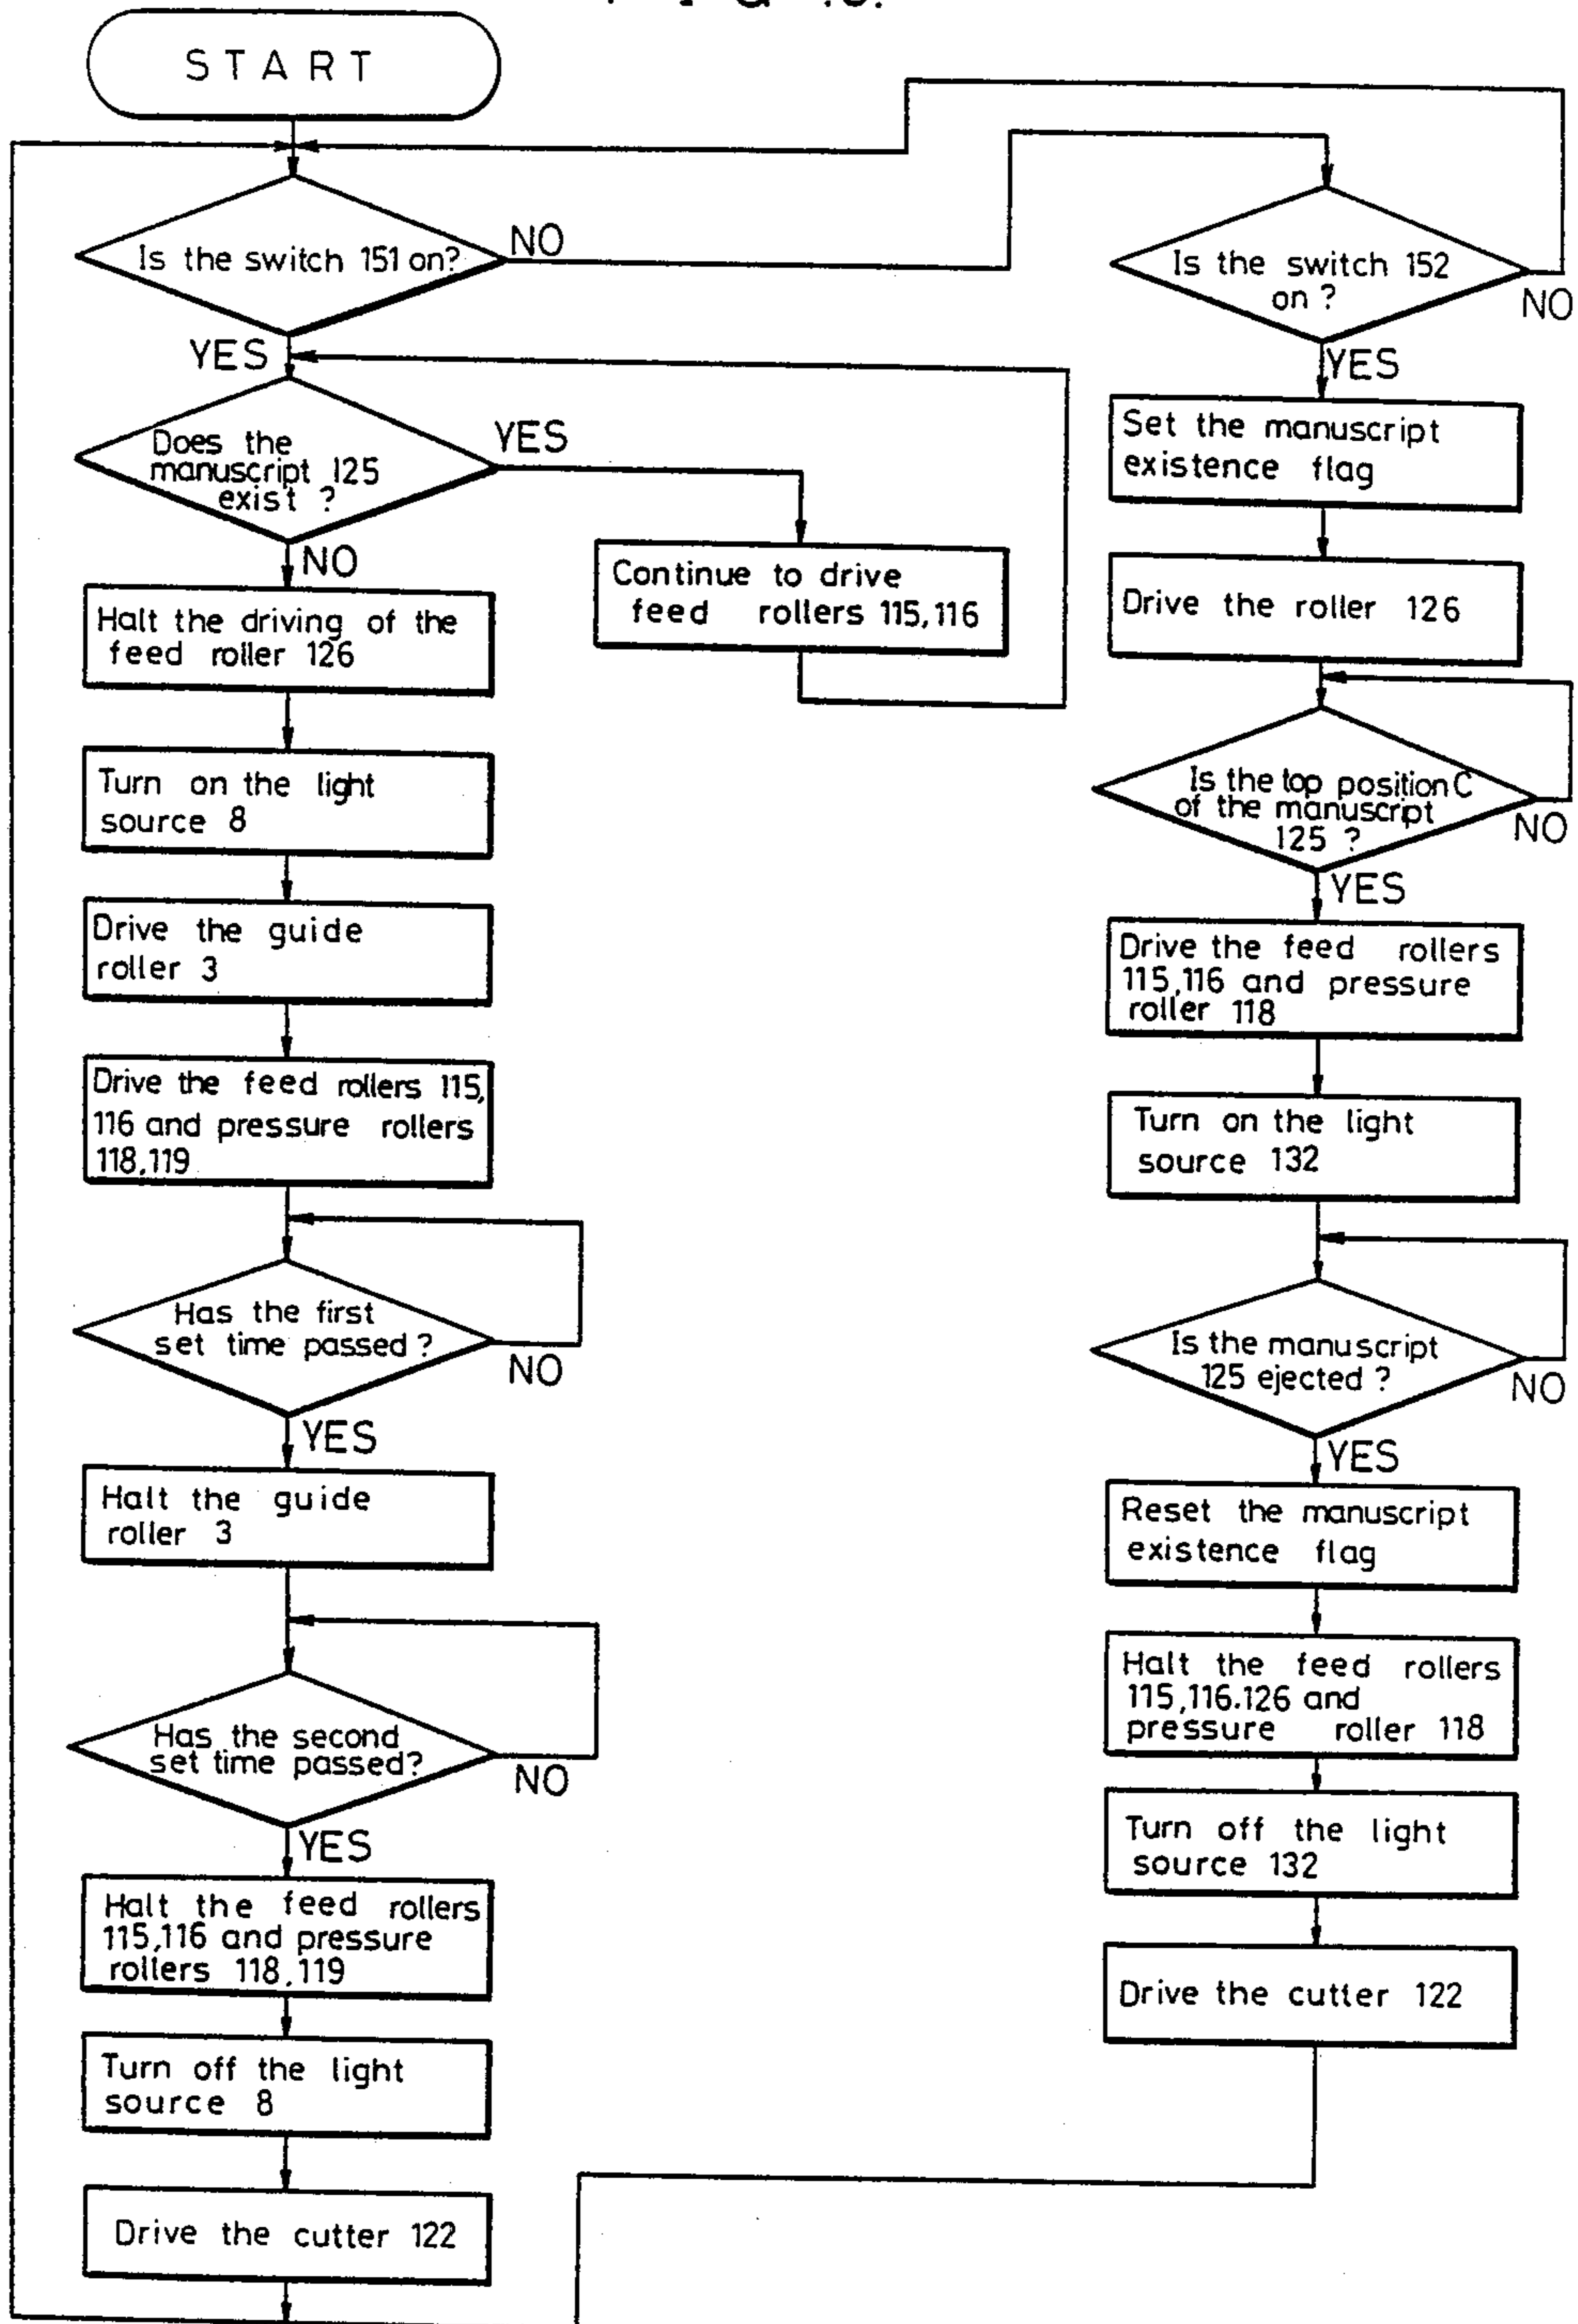 START
Is the switch 151 on?
NO
YES
Does the
manuscript 125
exist ?
YES
NO
Continue to drive
feed rollers 115,116
Halt the driving of the
feed roller 126
Turn on the light
source 8
Drive the guide
roller 3
Drive the feed rollers 115,
116 and pressure rollers
118,119
Has the first
set time passed ?
NO
YES
Halt the guide
roller 3
Has the second
set time passed?
NO
YES
Halt the feed rollers
115,116 and pressure
rollers 118,119
Turn off the light
source 8
Drive the cutter 122
Is the switch 152
on ?
NO
YES
Set the manuscript
existence flag
Drive the roller 126
Is the top position C
of the manuscript
125 ?
NO
YES
Drive the feed rollers
115,116 and pressure
roller 118
Turn on the light
source 132
Is the manuscript
125 ejected ?
NO
YES
Reset the manuscript
existence flag
Halt the feed rollers
115,116.126 and
pressure roller 118
Turn off the light
source 132
Drive the cutter 122